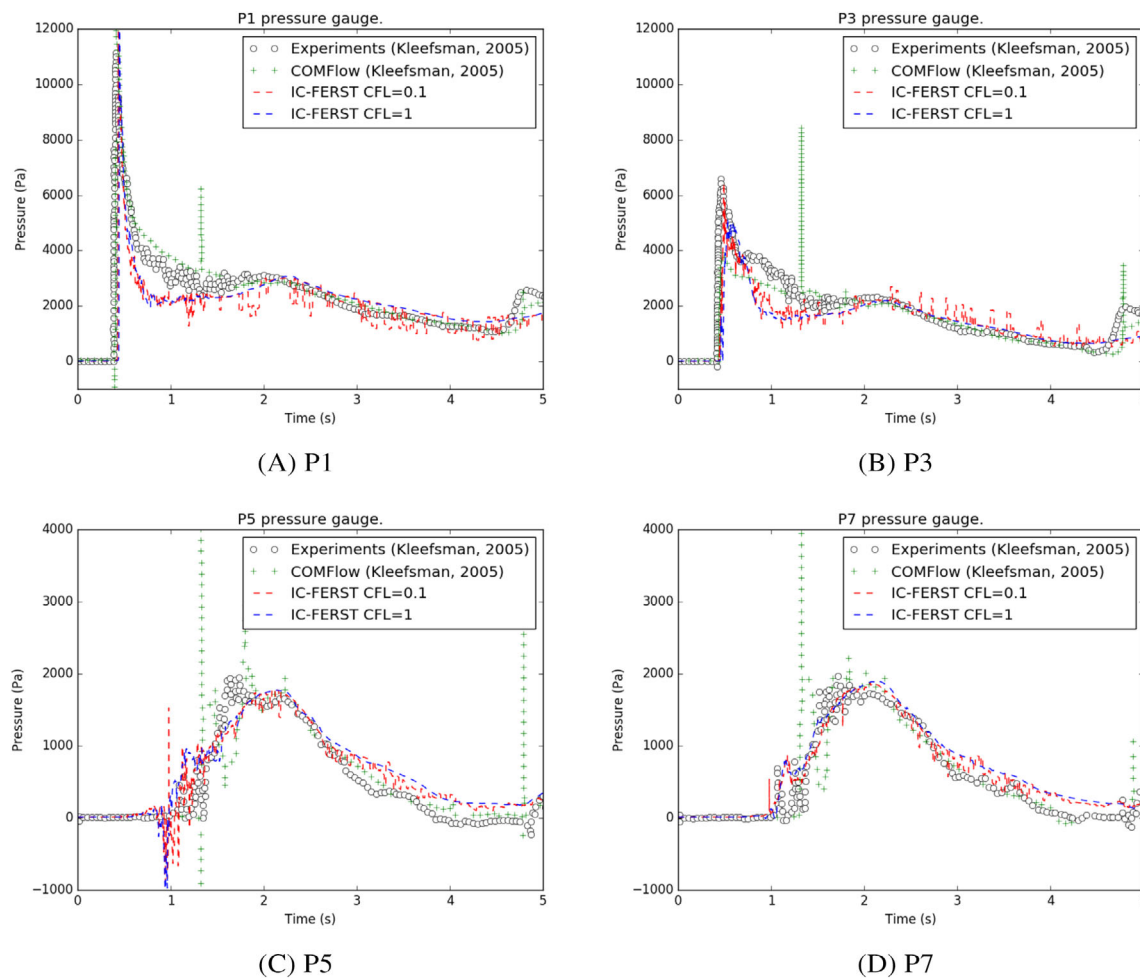 P1 pressure gauge.
12000
10000
8000
6000
4000
2000
0
Pressure (Pa)
Experiments (Kleefsman, 2005)
COMFlow (Kleefsman, 2005)
IC-FERST CFL=0.1
IC-FERST CFL=1
0 1 2 3 4 5
Time (s)
(A) P1
P3 pressure gauge.
12000
10000
8000
6000
4000
2000
0
Pressure (Pa)
Experiments (Kleefsman, 2005)
COMFlow (Kleefsman, 2005)
IC-FERST CFL=0.1
IC-FERST CFL=1
0 1 2 3 4
Time (s)
(B) P3
P5 pressure gauge.
4000
3000
2000
1000
0
−1000
Pressure (Pa)
Experiments (Kleefsman, 2005)
COMFlow (Kleefsman, 2005)
IC-FERST CFL=0.1
IC-FERST CFL=1
0 1 2 3 4 5
Time (s)
(C) P5
P7 pressure gauge.
4000
3000
2000
1000
0
−1000
Pressure (Pa)
Experiments (Kleefsman, 2005)
COMFlow (Kleefsman, 2005)
IC-FERST CFL=0.1
IC-FERST CFL=1
0 1 2 3 4
Time (s)
(D) P7